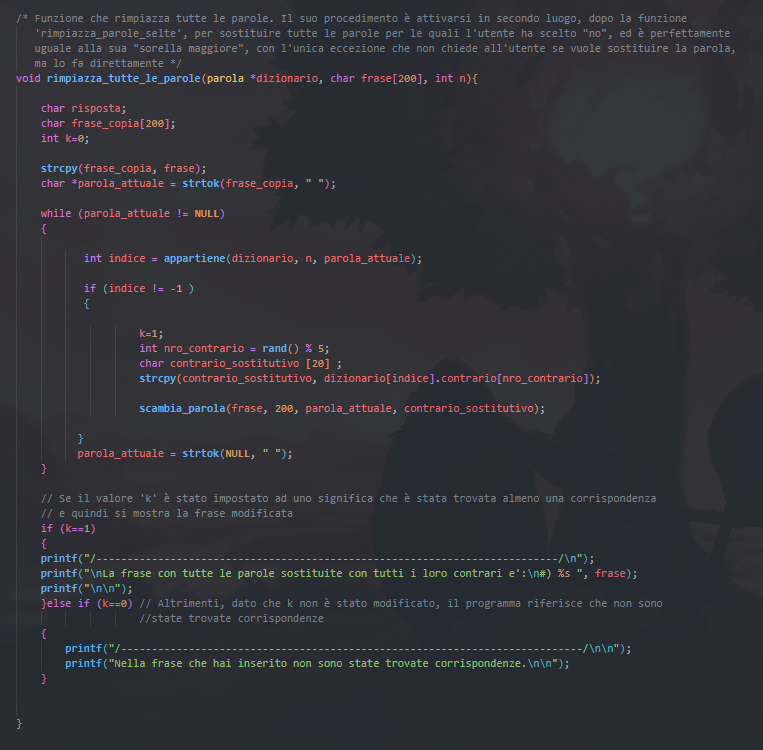 /* Funzione che rimpiazza tutte le parole. Il suo procedimento è attivarsi in secondo luogo, dopo la funzione
'rimpiazza_parole_selte', per sostituire tutte le parole per le quali l'utente ha scelto "no", ed è perfettamente
uguale alla sua "sorella maggiore", con l'unica eccezione che non chiede all'utente se vuole sostituire la parola,
ma lo fa direttamente */
void rimpiazza_tutte_le_parole(parola *dizionario, char frase[200], int n){
char risposta;
char frase_copia[200];
int k=0;
strcpy(frase_copia, frase);
char *parola_attuale = strtok(frase_copia, " ");
while (parola_attuale != NULL)
{
int indice = appartiene(dizionario, n, parola_attuale);
if (indice != -1 )
{
k=1;
int nro_contrario = rand() % 5;
char contrario_sostitutivo [20] ;
strcpy(contrario_sostitutivo, dizionario[indice].contrario[nro_contrario]);
scambia_parola(frase, 200, parola_attuale, contrario_sostitutivo);
}
parola_attuale = strtok(NULL, " ");
}
// Se il valore 'k' è stato impostato ad uno significa che è stata trovata almeno una corrispondenza
// e quindi si mostra la frase modificata
if (k==1)
{
printf("/---------------------------------------------------------------------------/\n");
printf("\nLa frase con tutte le parole sostituite con tutti i loro contrari e':\n#) %s ", frase);
printf("\n\n");
}else if (k==0) // Altrimenti, dato che k non è stato modificato, il programma riferisce che non sono
//state trovate corrispondenze
{
printf("/---------------------------------------------------------------------------/\n\n");
printf("Nella frase che hai inserito non sono state trovate corrispondenze.\n\n");
}
}